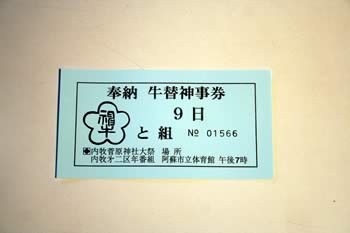 奉納 牛替神事券
9日
と組 № 01566
内牧菅原神社大祭 場所
内牧才二区年番組 阿蘇市立体育館 午後7時